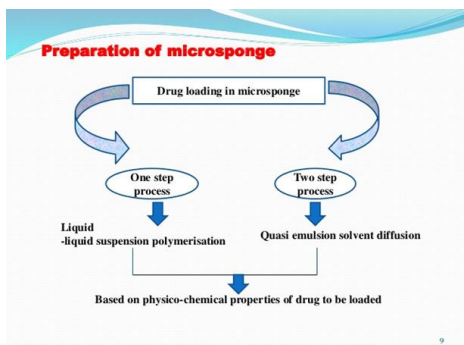 Preparation of microsponge
Drug loading in microsponge
One step
process
Two step
process
Liquid
-liquid suspension polymerisation
Quasi emulsion solvent diffusion
Based on physico-chemical properties of drug to be loaded
9